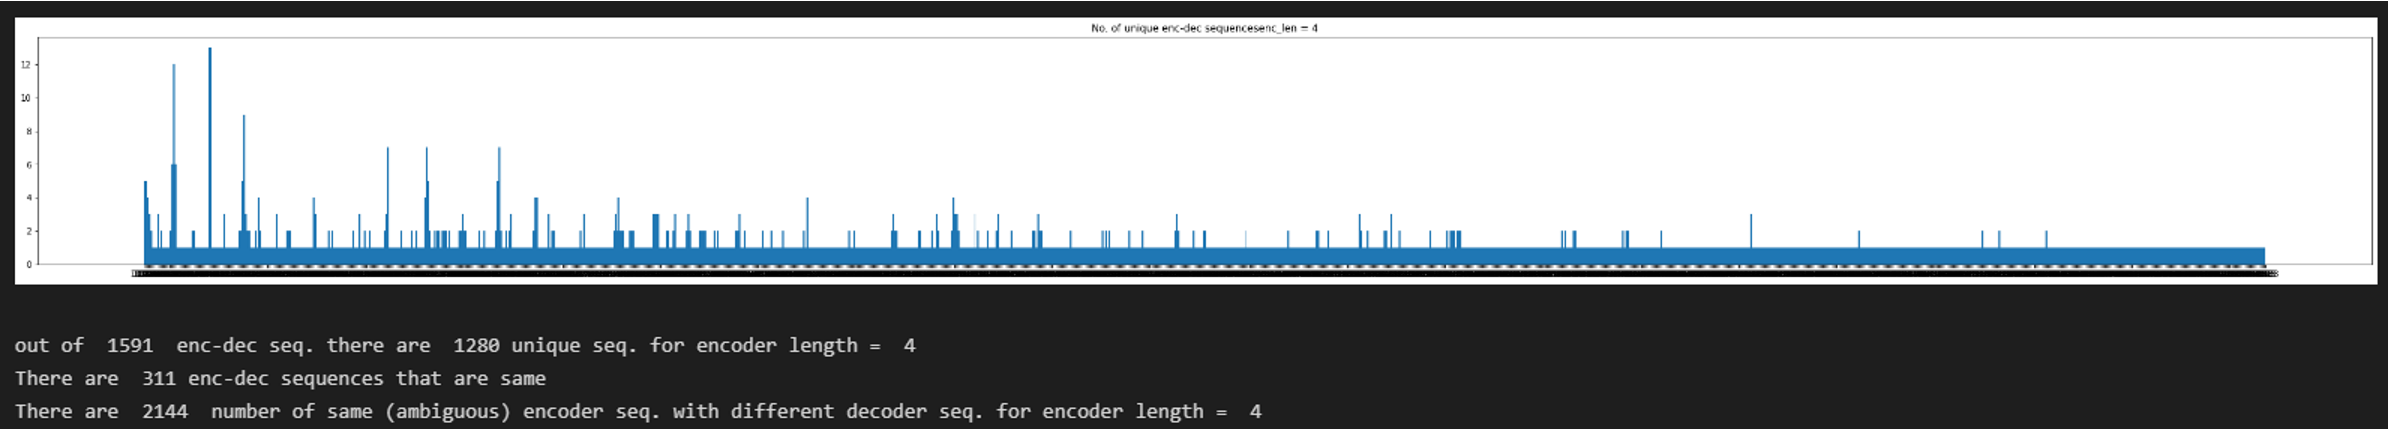 No. of unique enc-dec sequencesenc_len = 4
12
10
8
6
4
2
0
out of  1591  enc-dec seq. there are  1280 unique seq. for encoder length =  4
There are  311 enc-dec sequences that are same
There are  2144  number of same (ambiguous) encoder seq. with different decoder seq. for encoder length =  4